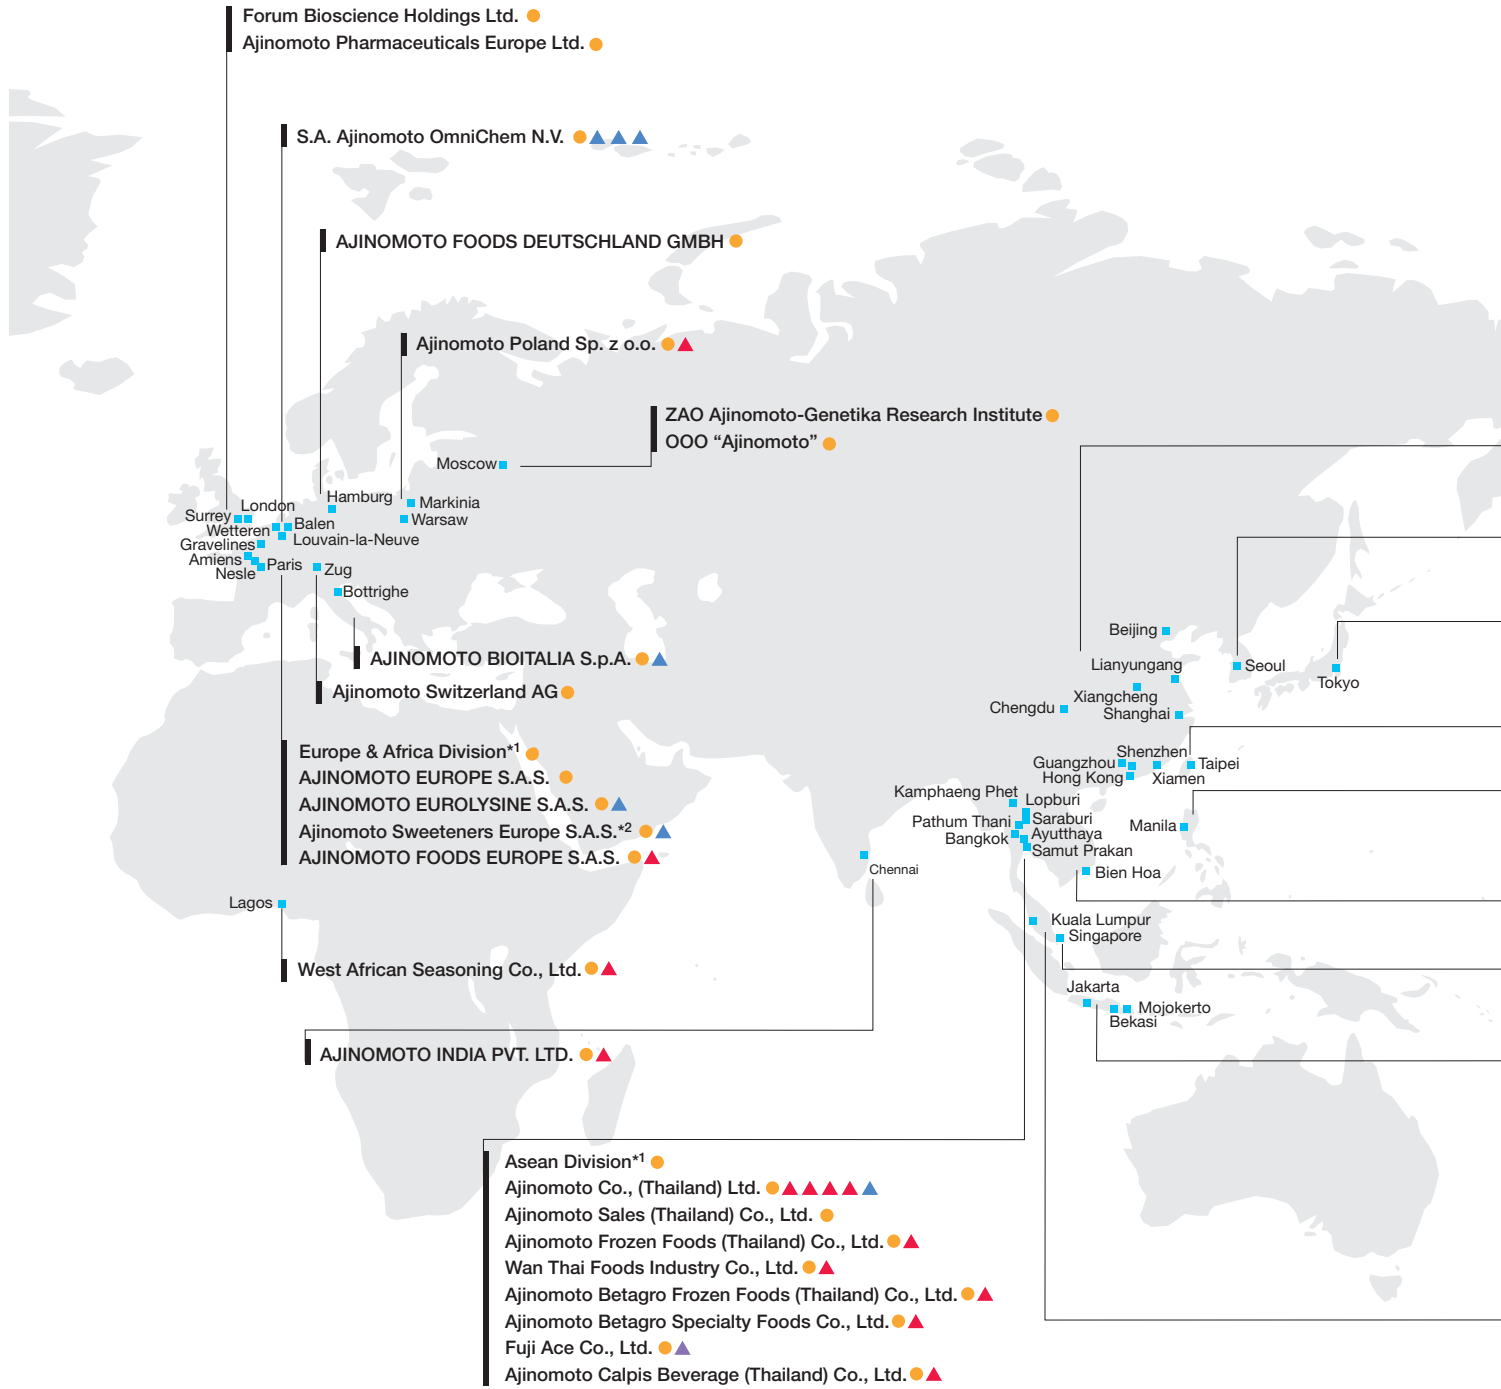 Forum Bioscience Holdings Ltd.
Ajinomoto Pharmaceuticals Europe Ltd.
S.A. Ajinomoto OmniChem N.V.
AJINOMOTO FOODS DEUTSCHLAND GMBH
Ajinomoto Poland Sp. z o.o.
ZAO Ajinomoto-Genetika Research Institute
OOO “Ajinomoto”
Moscow
Hamburg
Markinia
Warsaw
London
Surrey
Wetteren
Balen
Louvain-la-Neuve
Gravelines
Amiens
Nesle
Paris
Zug
Bottrighe
AJINOMOTO BIOITALIA S.p.A.
Ajinomoto Switzerland AG
Europe & Africa Division*1
AJINOMOTO EUROPE S.A.S.
AJINOMOTO EUROLYSINE S.A.S.
Ajinomoto Sweeteners Europe S.A.S.*2
AJINOMOTO FOODS EUROPE S.A.S.
Lagos
West African Seasoning Co., Ltd.
AJINOMOTO INDIA PVT. LTD.
Chennai
Beijing
Lianyungang
Seoul
Tokyo
Xiangcheng
Chengdu
Shanghai
Shenzhen
Guangzhou
Taipei
Hong Kong
Xiamen
Kamphaeng Phet
Lopburi
Pathum Thani
Saraburi
Manila
Bangkok
Ayutthaya
Samut Prakan
Bien Hoa
Kuala Lumpur
Singapore
Jakarta
Mojokerto
Bekasi
Asean Division*1
Ajinomoto Co., (Thailand) Ltd.
Ajinomoto Sales (Thailand) Co., Ltd.
Ajinomoto Frozen Foods (Thailand) Co., Ltd.
Wan Thai Foods Industry Co., Ltd.
Ajinomoto Betagro Frozen Foods (Thailand) Co., Ltd.
Ajinomoto Betagro Specialty Foods Co., Ltd.
Fuji Ace Co., Ltd.
Ajinomoto Calpis Beverage (Thailand) Co., Ltd.